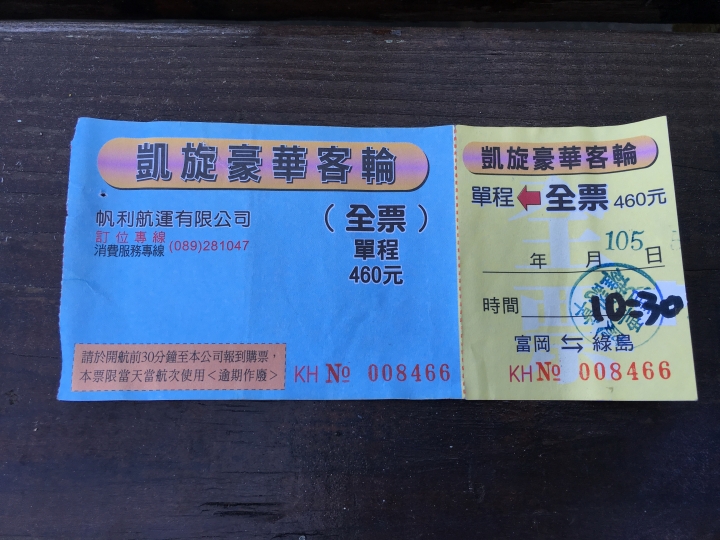 凱旋豪華客輪
帆利航運有限公司
訂位專線
消費服務專線
(089)281047
(全票)
單程
460元
請於開航前30分鐘至本公司報到購票,
本票限當天當航次使用<逾期作廢>
KH № 008466
凱旋豪華客輪
單程 全票 460元
年 月 105 日
時間 10=30
富岡 綠島
KH № 008466